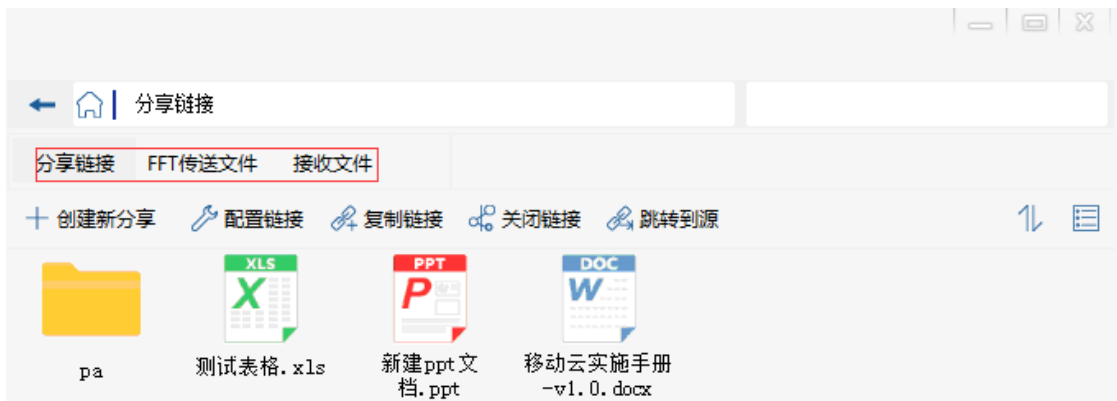 分享链接
分享链接 FFT传送文件 接收文件
创建新分享 配置链接 复制链接 关闭链接 跳转到源
XLS PPT DOC
X P W
pa 测试表格.xls 新建ppt文 移动云实施手册
档.ppt -v1.0.docx